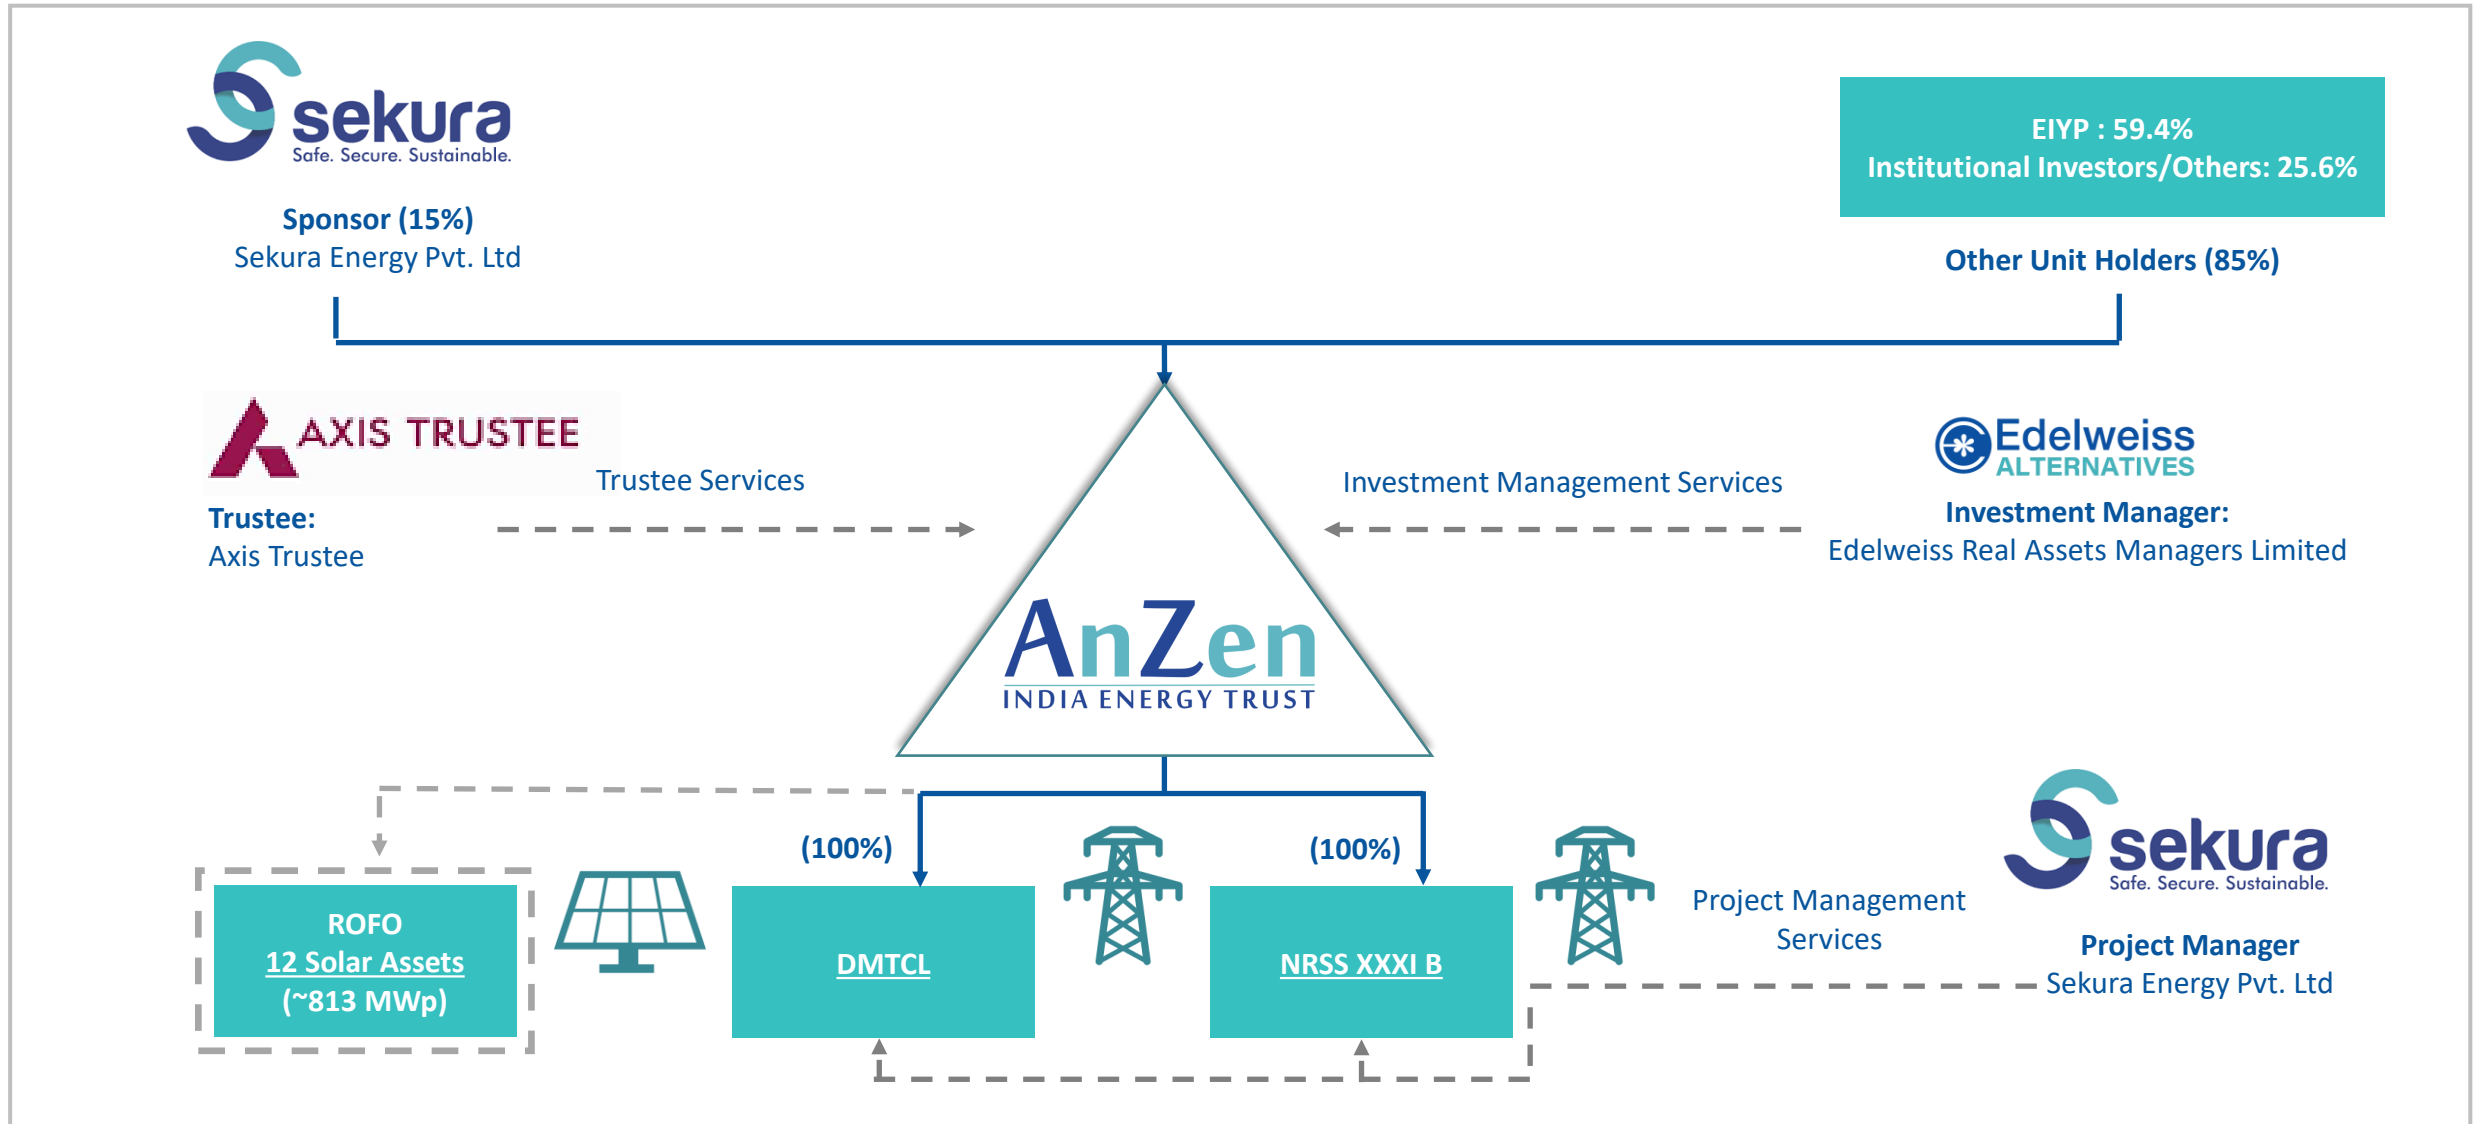 sekura
Safe. Secure. Sustainable.
Sponsor (15%)
Sekura Energy Pvt. Ltd
EIYP : 59.4%
Institutional Investors/Others: 25.6%
Other Unit Holders (85%)
AXIS TRUSTEE
Trustee Services
Trustee:
Axis Trustee
Investment Management Services
Edelweiss
ALTERNATIVES
Investment Manager:
Edelweiss Real Assets Managers Limited
AnZen
INDIA ENERGY TRUST
(100%)
(100%)
ROFO
12 Solar Assets
(~813 MWp)
DMTCL
NRSS XXXI B
Project Management
Services
sekura
Safe. Secure. Sustainable.
Project Manager
Sekura Energy Pvt. Ltd